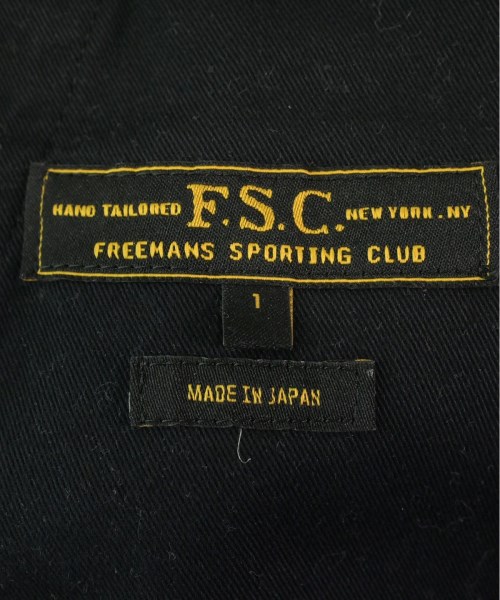 HAND TAILORED F.S.C. NEW YORK. NY
FREEMANS SPORTING CLUB
1
MADE IN JAPAN